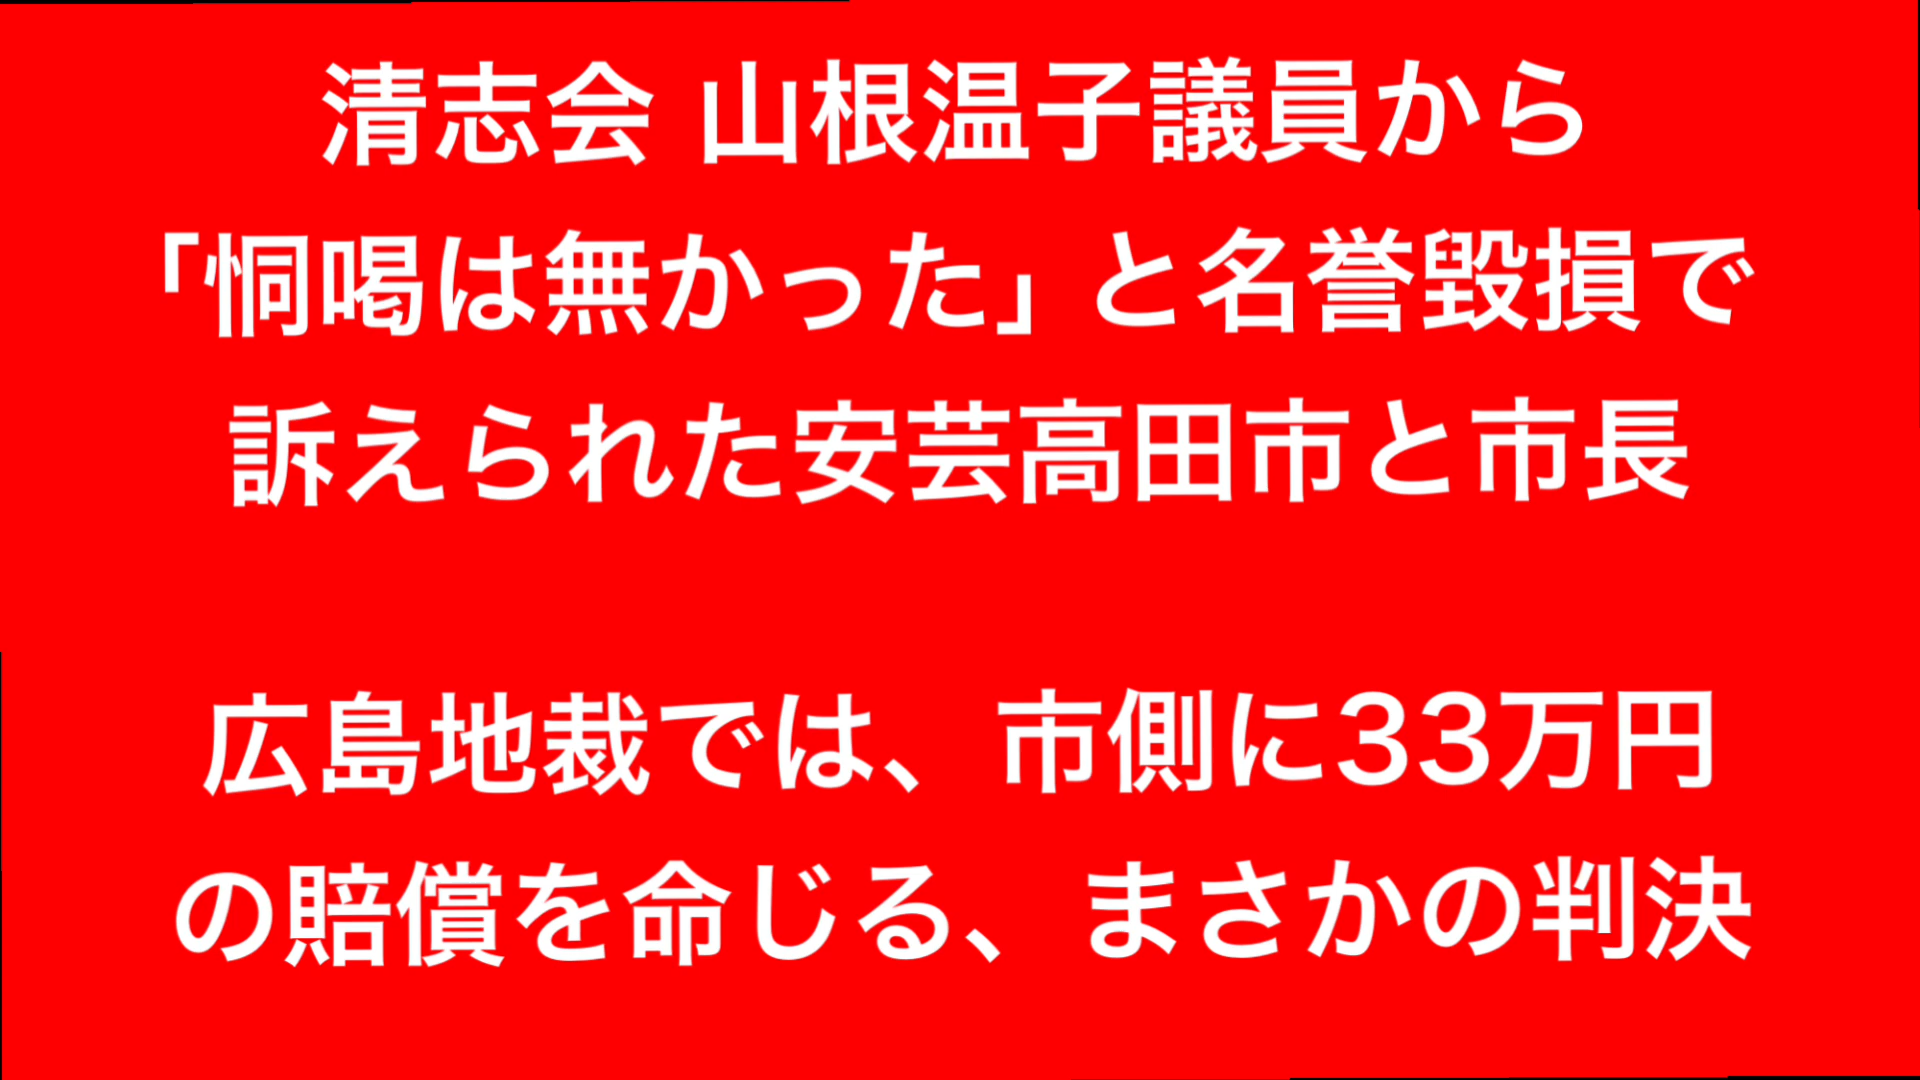 清志会 山根温子議員から
「恫喝は無かった」と名誉毀損で
訴えられた安芸高田市と市長
広島地裁では、市側に33万円
の賠償を命じる、まさかの判決